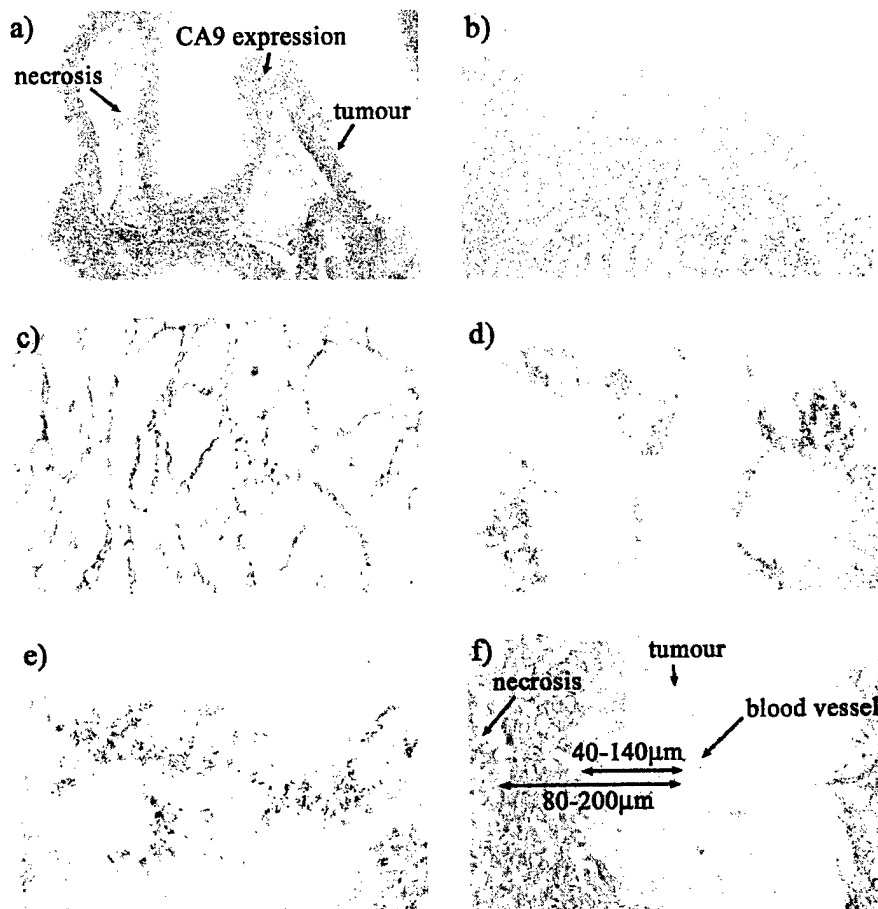 a)
CA9 expression
necrosis
tumour
b)
c)
d)
e)
f)
tumour
necrosis
blood vessel
40-140μm
80-200μm